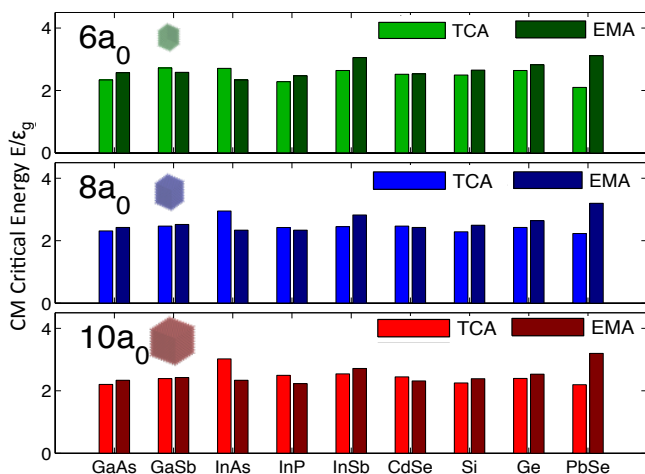 CM Critical Energy E/ε_g
6a₀
TCA EMA
4
2
0
8a₀
TCA EMA
4
2
0
10a₀
TCA EMA
4
2
0
GaAs GaSb InAs InP InSb CdSe Si Ge PbSe